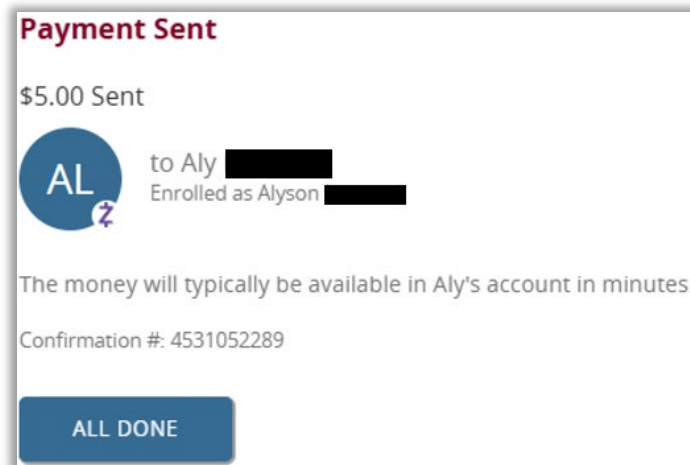 Payment Sent
$5.00 Sent
AL
to Aly
Enrolled as Alyson
The money will typically be available in Aly's account in minutes
Confirmation #: 4531052289
ALL DONE